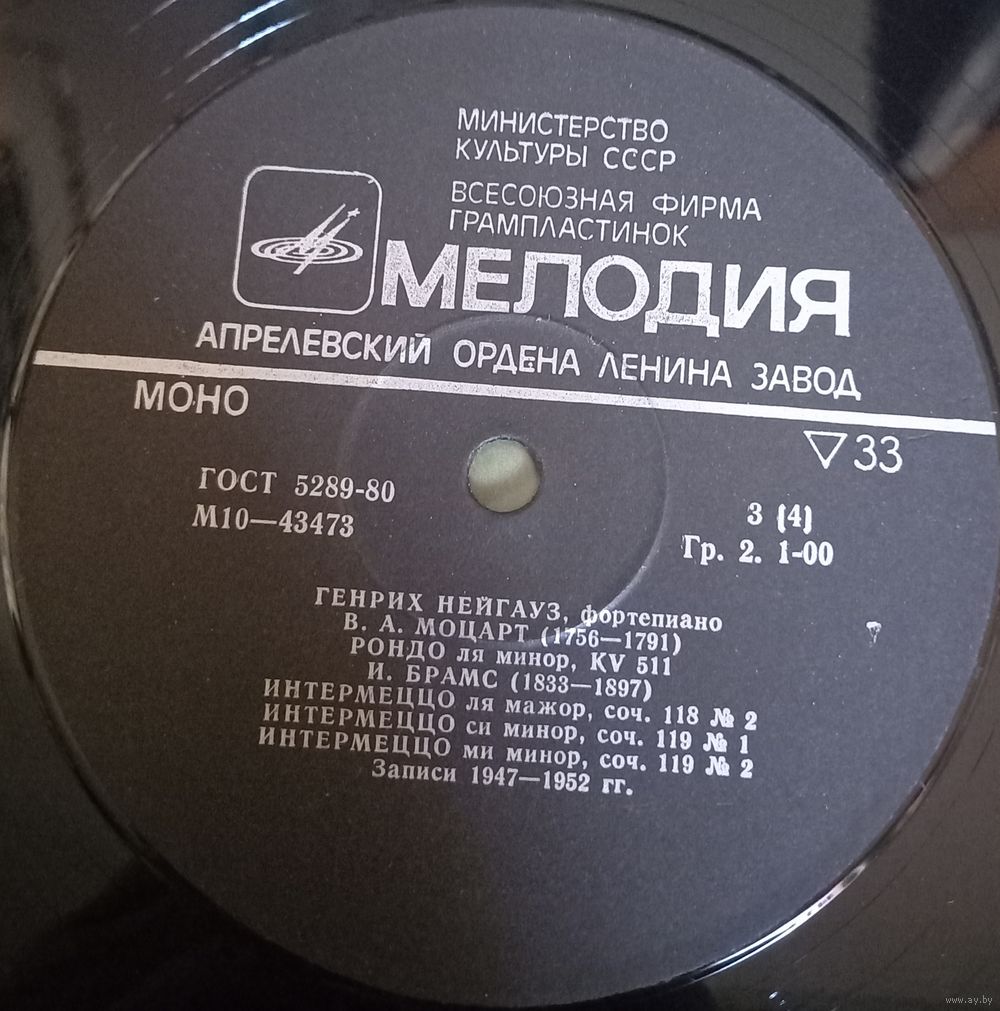 МИНИСТЕРСТВО
КУЛЬТУРЫ СССР
ВСЕСОЮЗНАЯ ФИРМА
ГРАМПЛАСТИНОК
МЕЛОДИЯ
АПРЕЛЕВСКИЙ ОРДЕНА ЛЕНИНА ЗАВОД
МОНО
▽33
ГОСТ 5289-80
М10—43473
3 (4)
Гр. 2. 1-00
ГЕНРИХ НЕЙГАУЗ, фортепиано
В. А. МОЦАРТ (1756—1791)
РОНДО ля минор, KV 511
И. БРАМС (1833—1897)
ИНТЕРМЕЦЦО ля мажор, соч. 118 № 2
ИНТЕРМЕЦЦО си минор, соч. 119 № 1
ИНТЕРМЕЦЦО ми минор, соч. 119 № 2
Записи 1947—1952 гг.
www.ay.by